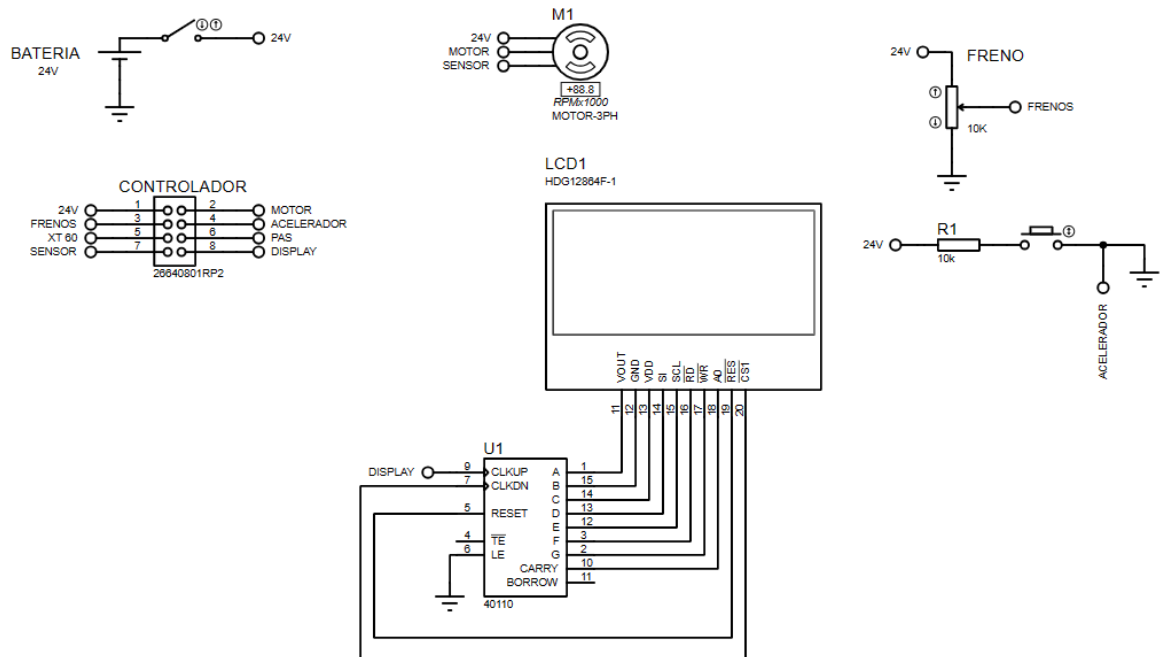 BATERIA
24V
24V
M1
24V
MOTOR
SENSOR
+88.8
RPMx1000
MOTOR-3PH
24V
FRENO
FRENOS
10K
CONTROLADOR
24V 1 2 MOTOR
FRENOS 3 4 ACELERADOR
XT 60 5 6 PAS
SENSOR 7 8 DISPLAY
26640801RP2
LCD1
HDG12864F-1
VOUT
GND
VDD
SI
SCL
RD
WR
A0
RES
CS1
11
12
13
14
15
16
17
18
19
20
24V
R1
10k
ACELERADOR
U1
DISPLAY 9 CLKUP A 1
7 CLKDN B 15
C 14
5 RESET D 13
E 12
4 TE F 3
6 LE G 2
CARRY 10
BORROW 11
40110